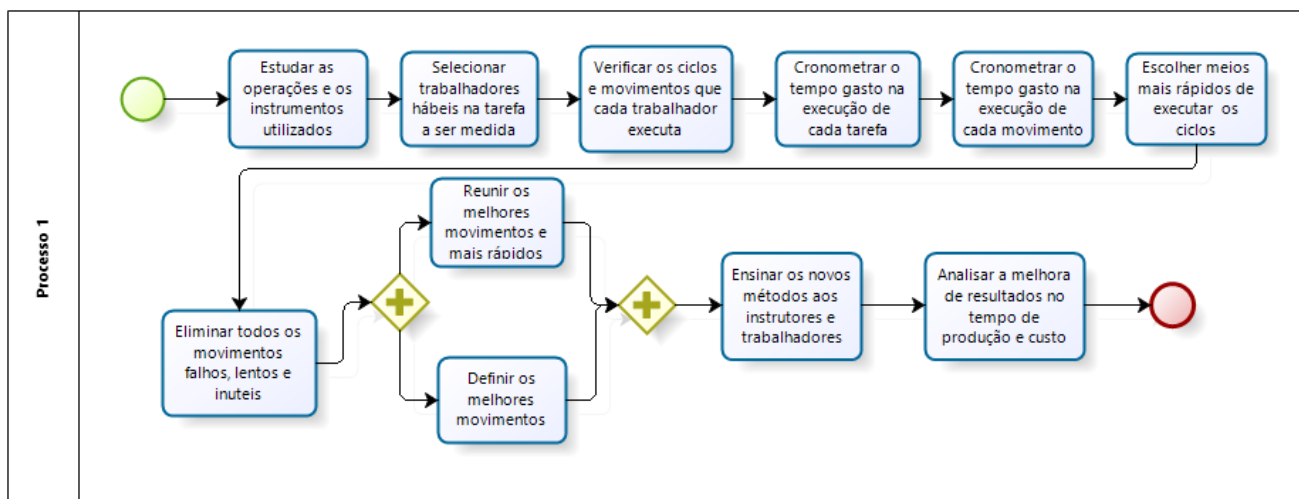 Processo 1
Estudar as
operações e os
instrumentos
utilizados
Selecionar
trabalhadores
hábeis na tarefa
a ser medida
Verificar os ciclos
e movimentos que
cada trabalhador
executa
Cronometrar o
tempo gasto na
execução de
cada tarefa
Cronometrar o
tempo gasto na
execução de
cada movimento
Escolher meios
mais rápidos de
executar os
ciclos
Eliminar todos os
movimentos
falhos, lentos e
inuteis
Reunir os
melhores
movimentos e
mais rápidos
Definir os
melhores
movimentos
Ensinar os novos
métodos aos
instrutores e
trabalhadores
Analisar a melhora
de resultados no
tempo de
produção e custo